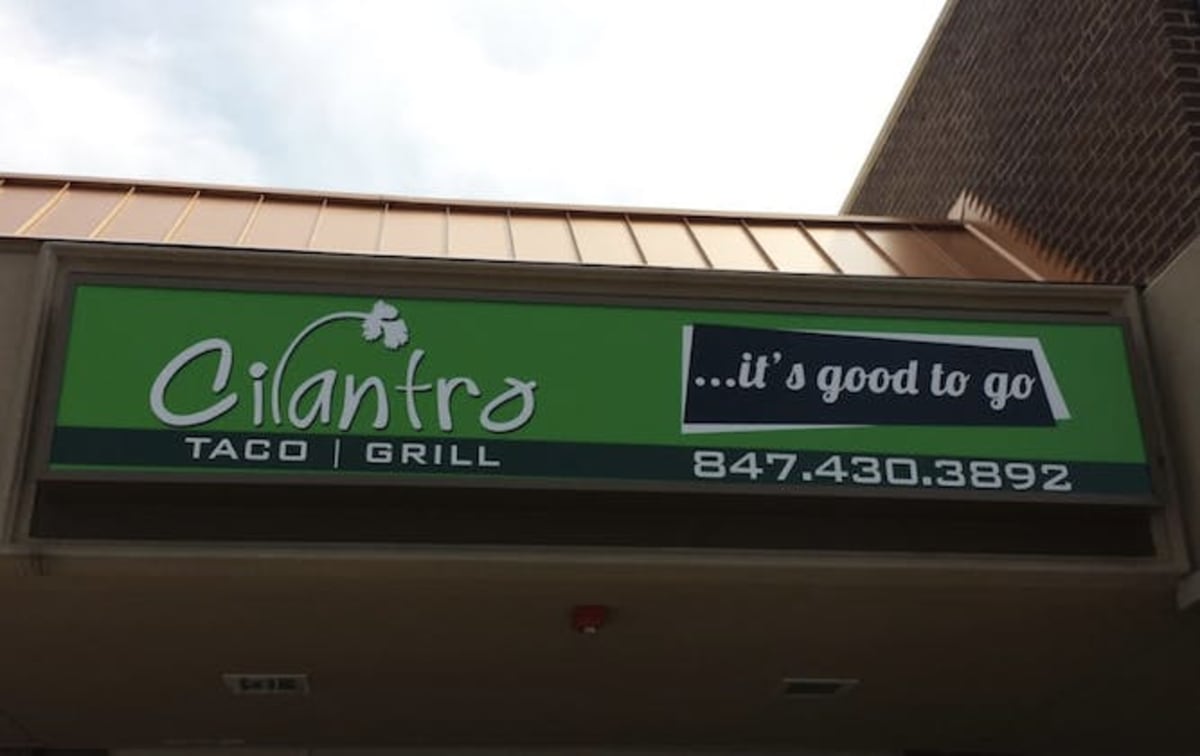 Cilantro
TACO | GRILL
...it's good to go
847.430.3892